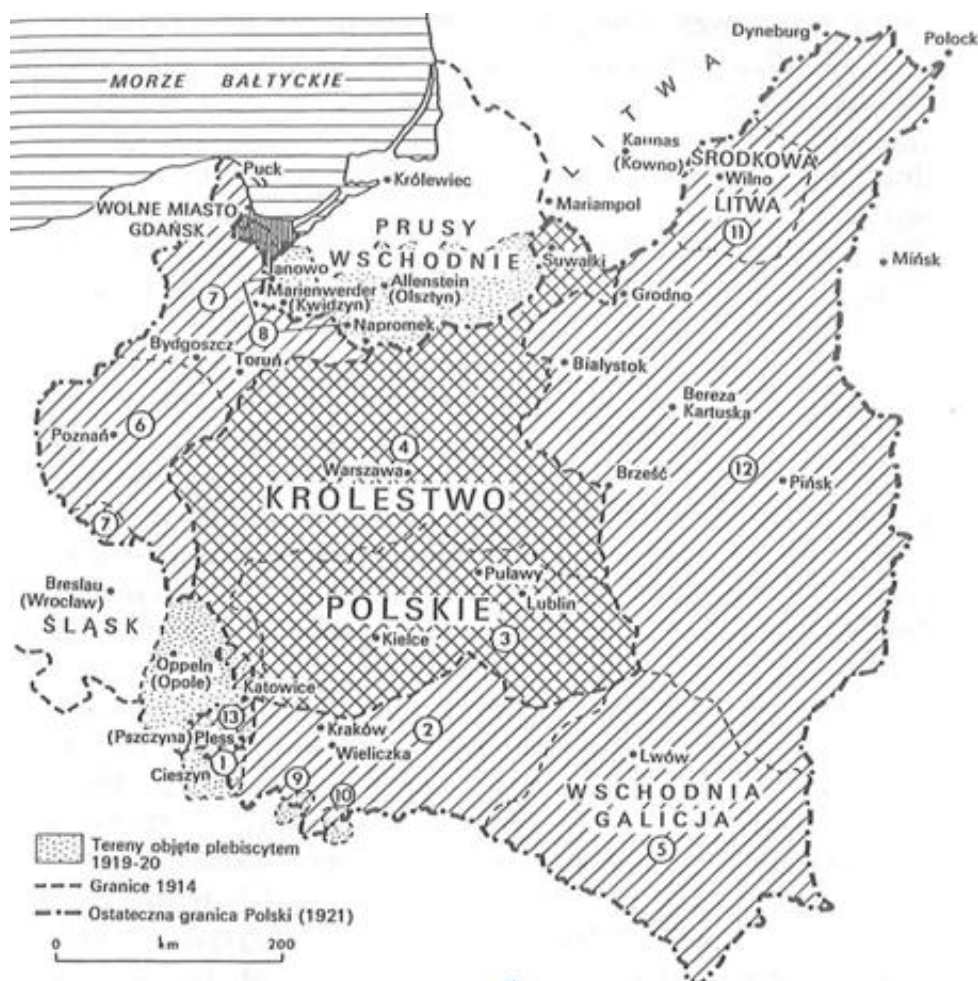 Dyneburg
Połock
MORZE BAŁTYCKIE
LITWA
Kaunas
(Kowno)
ŚRODKOWA
Wilno
LITWA
11
Puck
Królewiec
Mariampol
WOLNE MIASTO
GDAŃSK
PRUSY
WSCHODNIE
Suwałki
Mińsk
Janowo
Allenstein
(Olsztyn)
Marienwerder
(Kwidzyn)
Grodno
7
8
Napromek
Bydgoszcz
Toruń
Białystok
Bereza
Kartuska
6
Poznań
4
Warszawa
12
Brześć
Pińsk
KRÓLESTWO
7
Puławy
Breslau
(Wrocław)
Lublin
POLSKIE
ŚLĄSK
Kielce
3
Oppeln
(Opole)
Katowice
13
(Pszczyna) Pless
Kraków
2
Wieliczka
Cieszyn
1
Lwów
9
10
WSCHODNIA
GALICJA
5
Tereny objęte plebiscytem
1919-20
Granice 1914
Ostateczna granica Polski (1921)
0 km 200